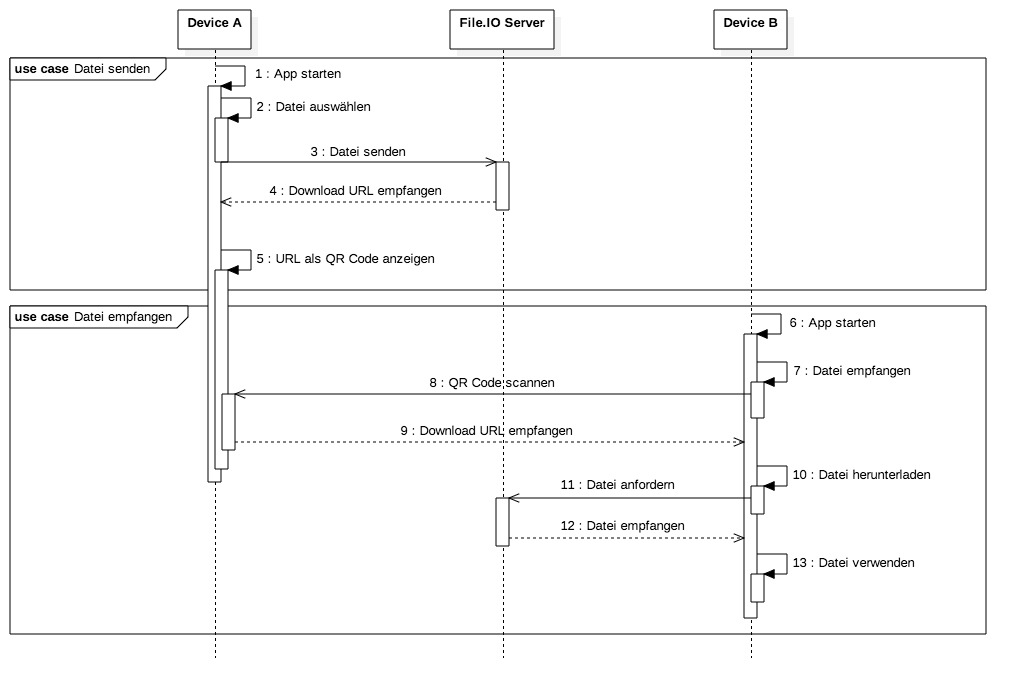 Device A
File.IO Server
Device B
use case Datei senden
1 : App starten
2 : Datei auswählen
3 : Datei senden
4 : Download URL empfangen
5 : URL als QR Code anzeigen
use case Datei empfangen
6 : App starten
7 : Datei empfangen
8 : QR Code scannen
9 : Download URL empfangen
10 : Datei herunterladen
11 : Datei anfordern
12 : Datei empfangen
13 : Datei verwenden